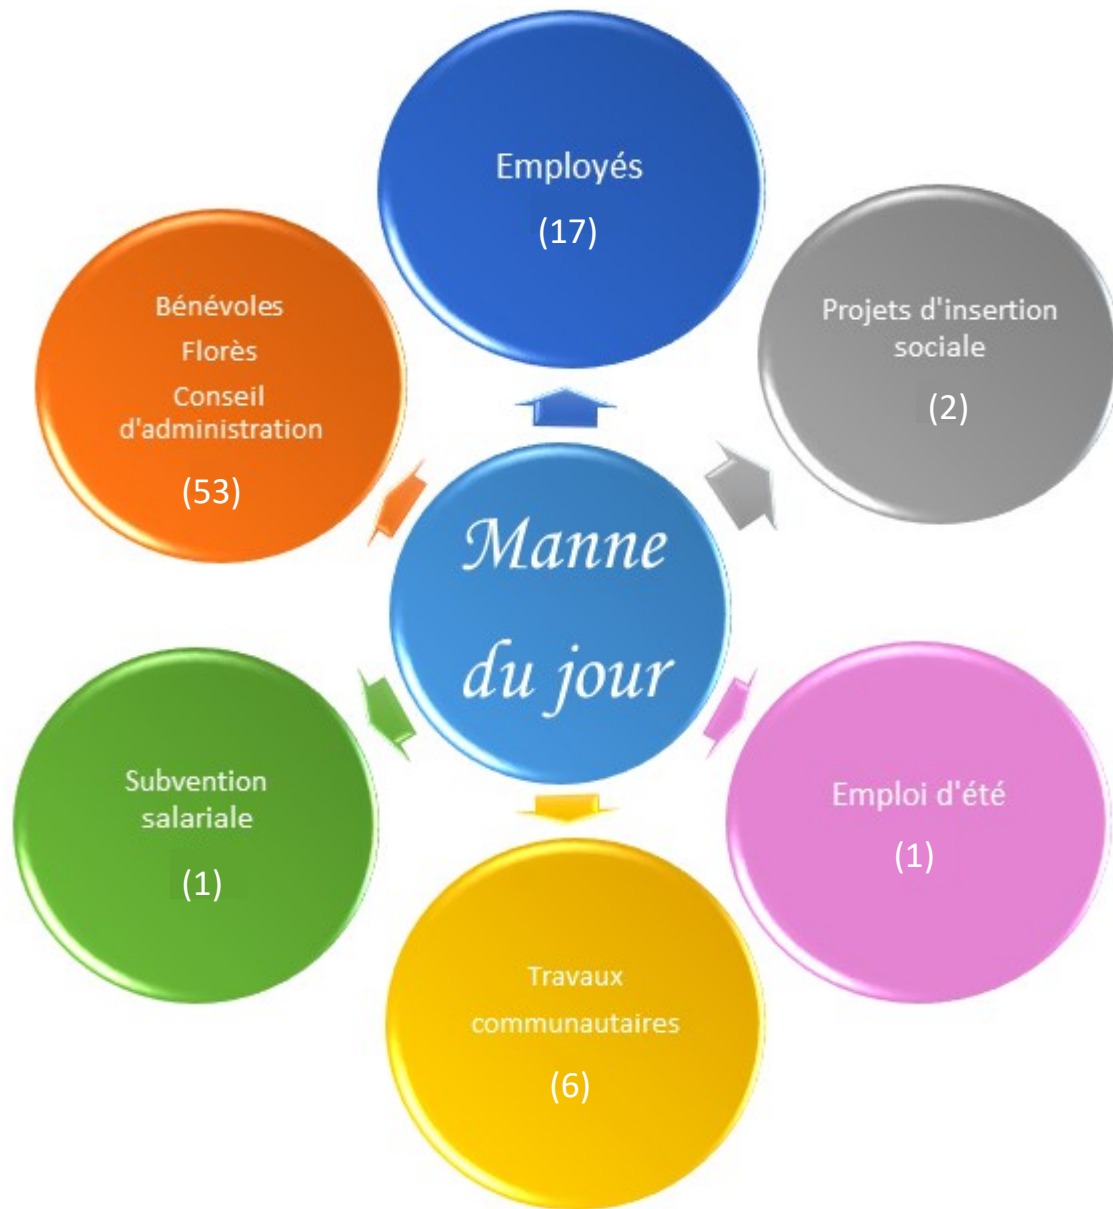 Employés
(17)
Projets d'insertion
sociale
(2)
Bénévoles
Florès
Conseil
d'administration
(53)
Manne
du jour
Subvention
salariale
(1)
Emploi d'été
(1)
Travaux
communautaires
(6)